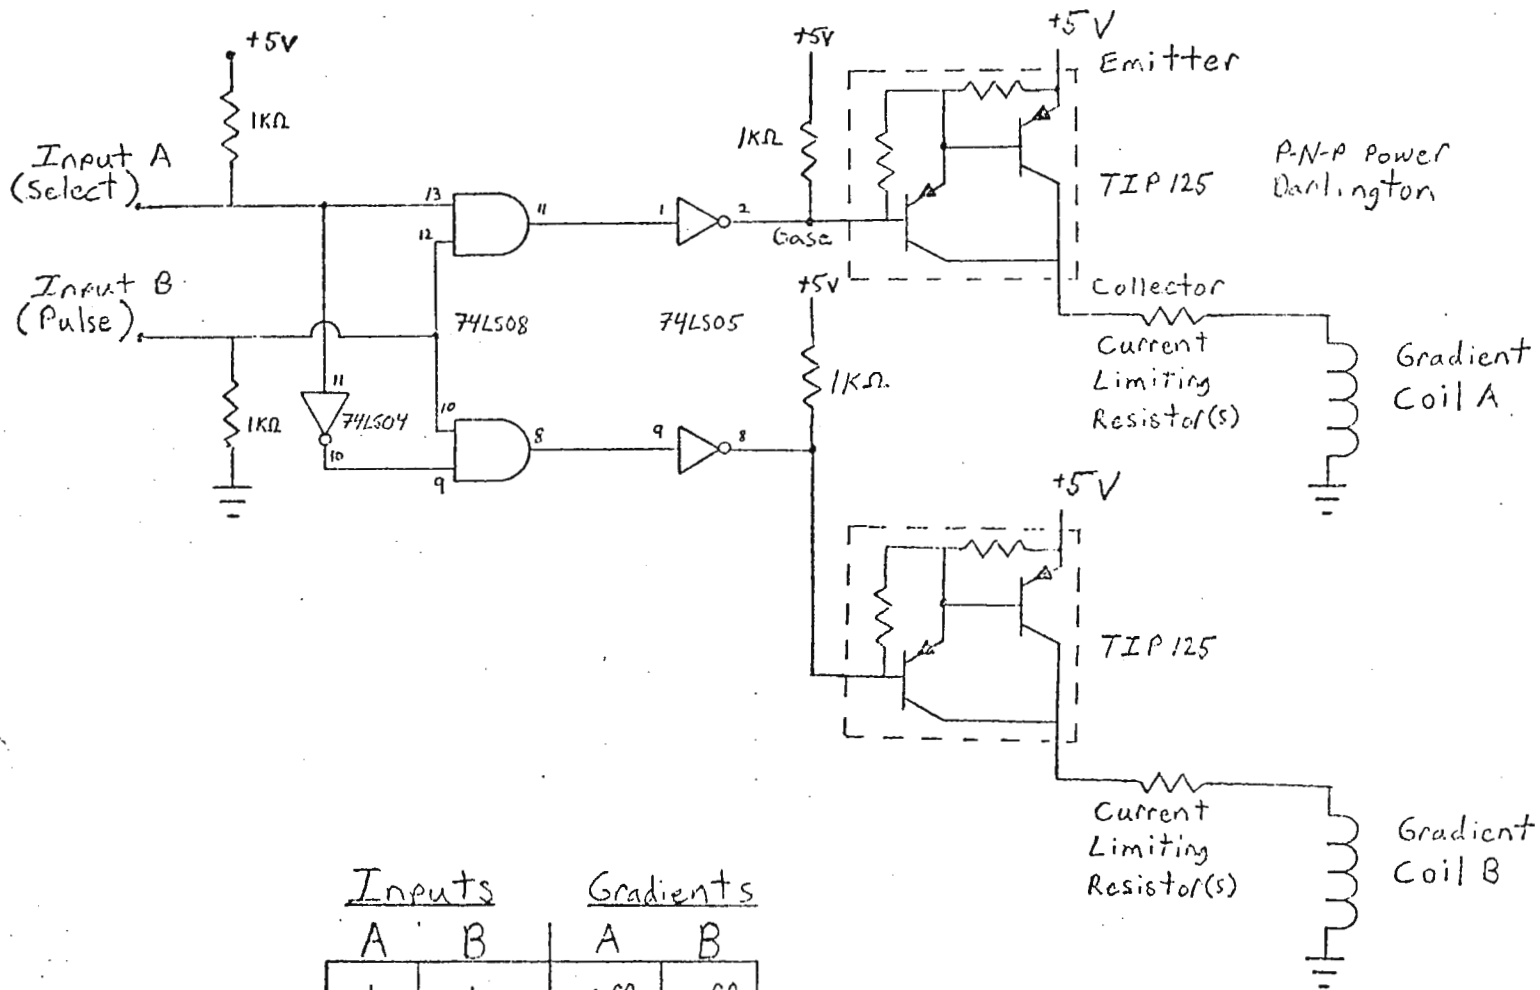 +5V
1KΩ
Input A
(Select)
13
12
11
1
2
+5V
1KΩ
+5V
Emitter
TIP 125
P-N-P Power
Darlington
Input B
(Pulse)
74LS08
74LS05
+5V
1KΩ
Collector
Current
Limiting
Resistor(s)
Gradient
Coil A
11
74LS04
10
1KΩ
10
9
8
9
8
+5V
TIP 125
Current
Limiting
Resistor(s)
Gradient
Coil B
Inputs Gradients
A B A B